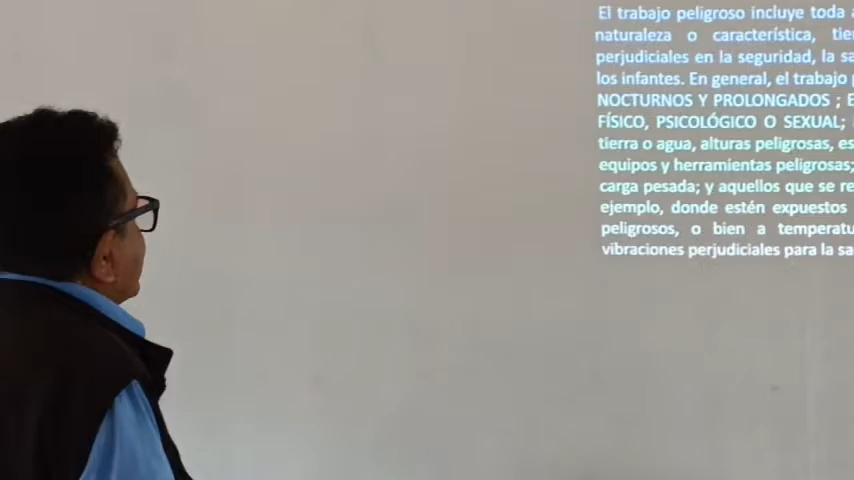 El trabajo peligroso incluye toda
naturaleza o característica,
perjudiciales en la seguridad, la
los infantes. En general, el trabajo
NOCTURNOS Y PROLONGADOS ;
FÍSICO, PSICOLÓGICO O SEXUAL;
tierra o agua, alturas peligrosas,
equipos y herramientas peligrosas;
carga pesada; y aquellos que se
ejemplo, donde estén expuestos
peligrosos, o bien a
vibraciones perjudiciales para la